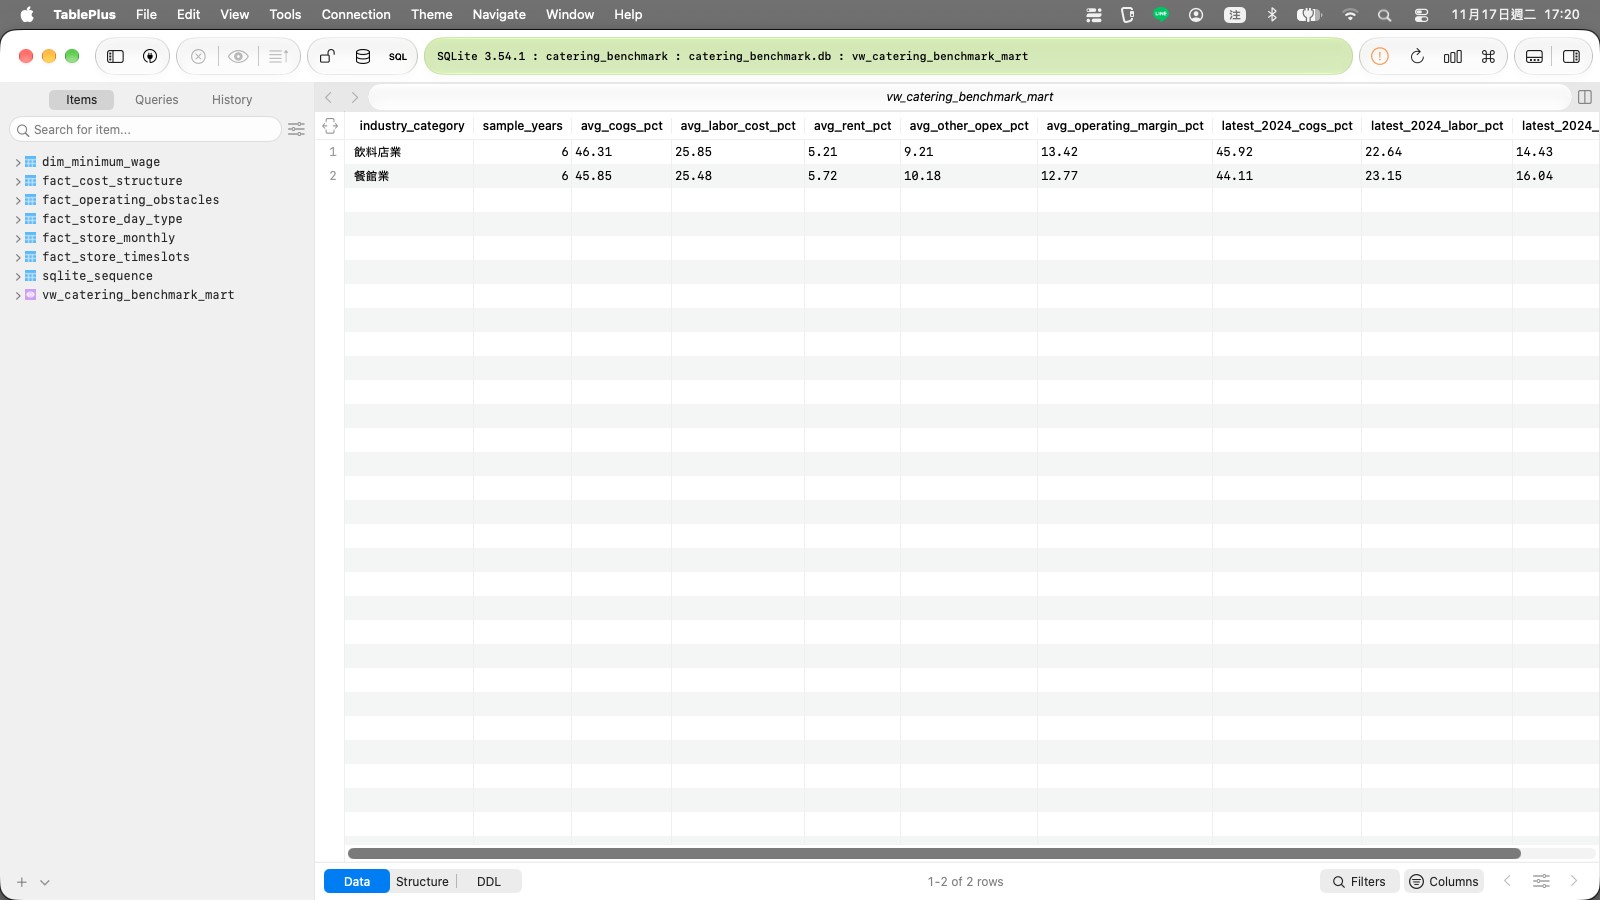 TablePlus File Edit View Tools Connection Theme Navigate Window Help LINE 注 11月17日週二 17:20
SQL SQLite 3.54.1 : catering_benchmark : catering_benchmark.db : vw_catering_benchmark_mart
Items Queries History
Search for item...
dim_minimum_wage
fact_cost_structure
fact_operating_obstacles
fact_store_day_type
fact_store_monthly
fact_store_timeslots
sqlite_sequence
vw_catering_benchmark_mart
vw_catering_benchmark_mart
industry_category sample_years avg_cogs_pct avg_labor_cost_pct avg_rent_pct avg_other_opex_pct avg_operating_margin_pct latest_2024_cogs_pct latest_2024_labor_pct latest_2024_
1 飲料店業 6 46.31 25.85 5.21 9.21 13.42 45.92 22.64 14.43
2 餐館業 6 45.85 25.48 5.72 10.18 12.77 44.11 23.15 16.04
Data Structure DDL 1-2 of 2 rows Filters Columns